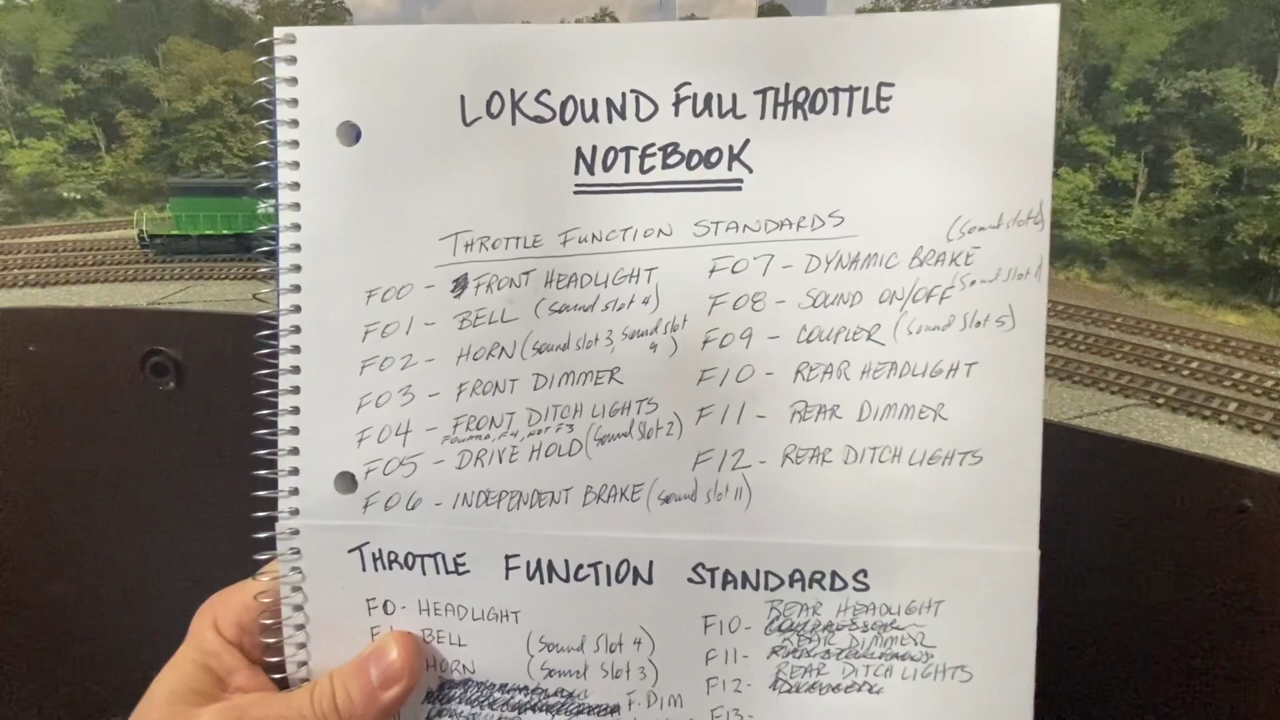 LOKSOUND FULL THROTTLE
NOTEBOOK
THROTTLE FUNCTION STANDARDS
F00 - FRONT HEADLIGHT
F01 - BELL (Sound slot 4)
F02 - HORN (Sound slot 3, Sound slot 9)
F03 - FRONT DIMMER
F04 - FRONT DITCH LIGHTS
FOWARD, F4, NOT F3
F05 - DRIVE HOLD (Sound Slot 2)
F06 - INDEPENDENT BRAKE (Sound slot 11)
F07 - DYNAMIC BRAKE (Sound slot
F08 - SOUND ON/OFF (Sound slot
F09 - COUPLER (Sound Slot 5)
F10 - REAR HEADLIGHT
F11 - REAR DIMMER
F12 - REAR DITCH LIGHTS
THROTTLE FUNCTION STANDARDS
F0- HEADLIGHT
BELL (Sound Slot 4)
HORN (Sound Slot 3)
F. DIM
F10- REAR HEADLIGHT
F11- REAR DIMMER
F12- REAR DITCH LIGHTS
F13-